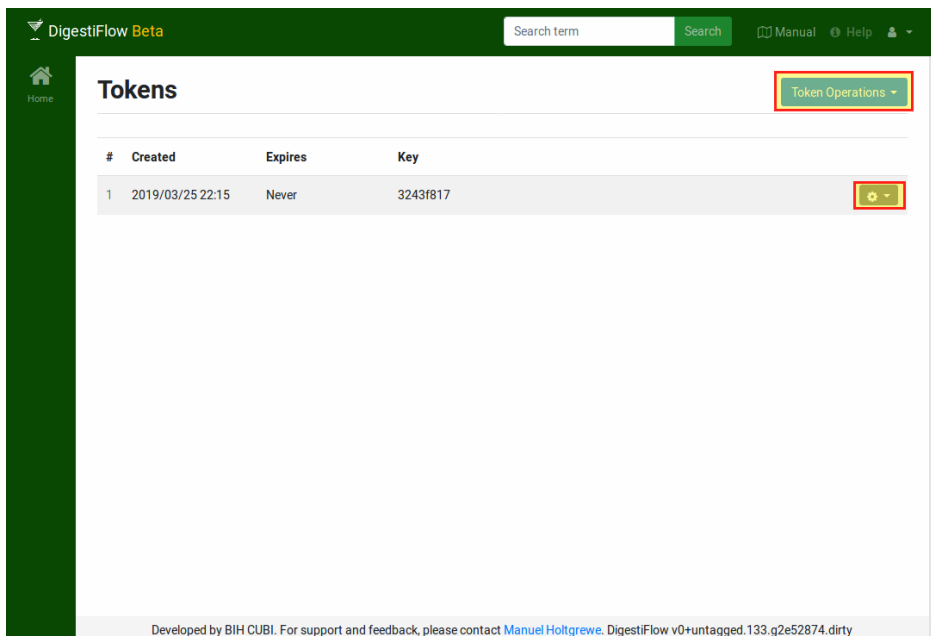 DigestiFlow Beta Search term Search Manual Help
Home
Tokens Token Operations
# Created Expires Key
1 2019/03/25 22:15 Never 3243f817
Developed by BIH CUBI. For support and feedback, please contact Manuel Holtgrewe. DigestiFlow v0+untagged.133.g2e52874.dirty